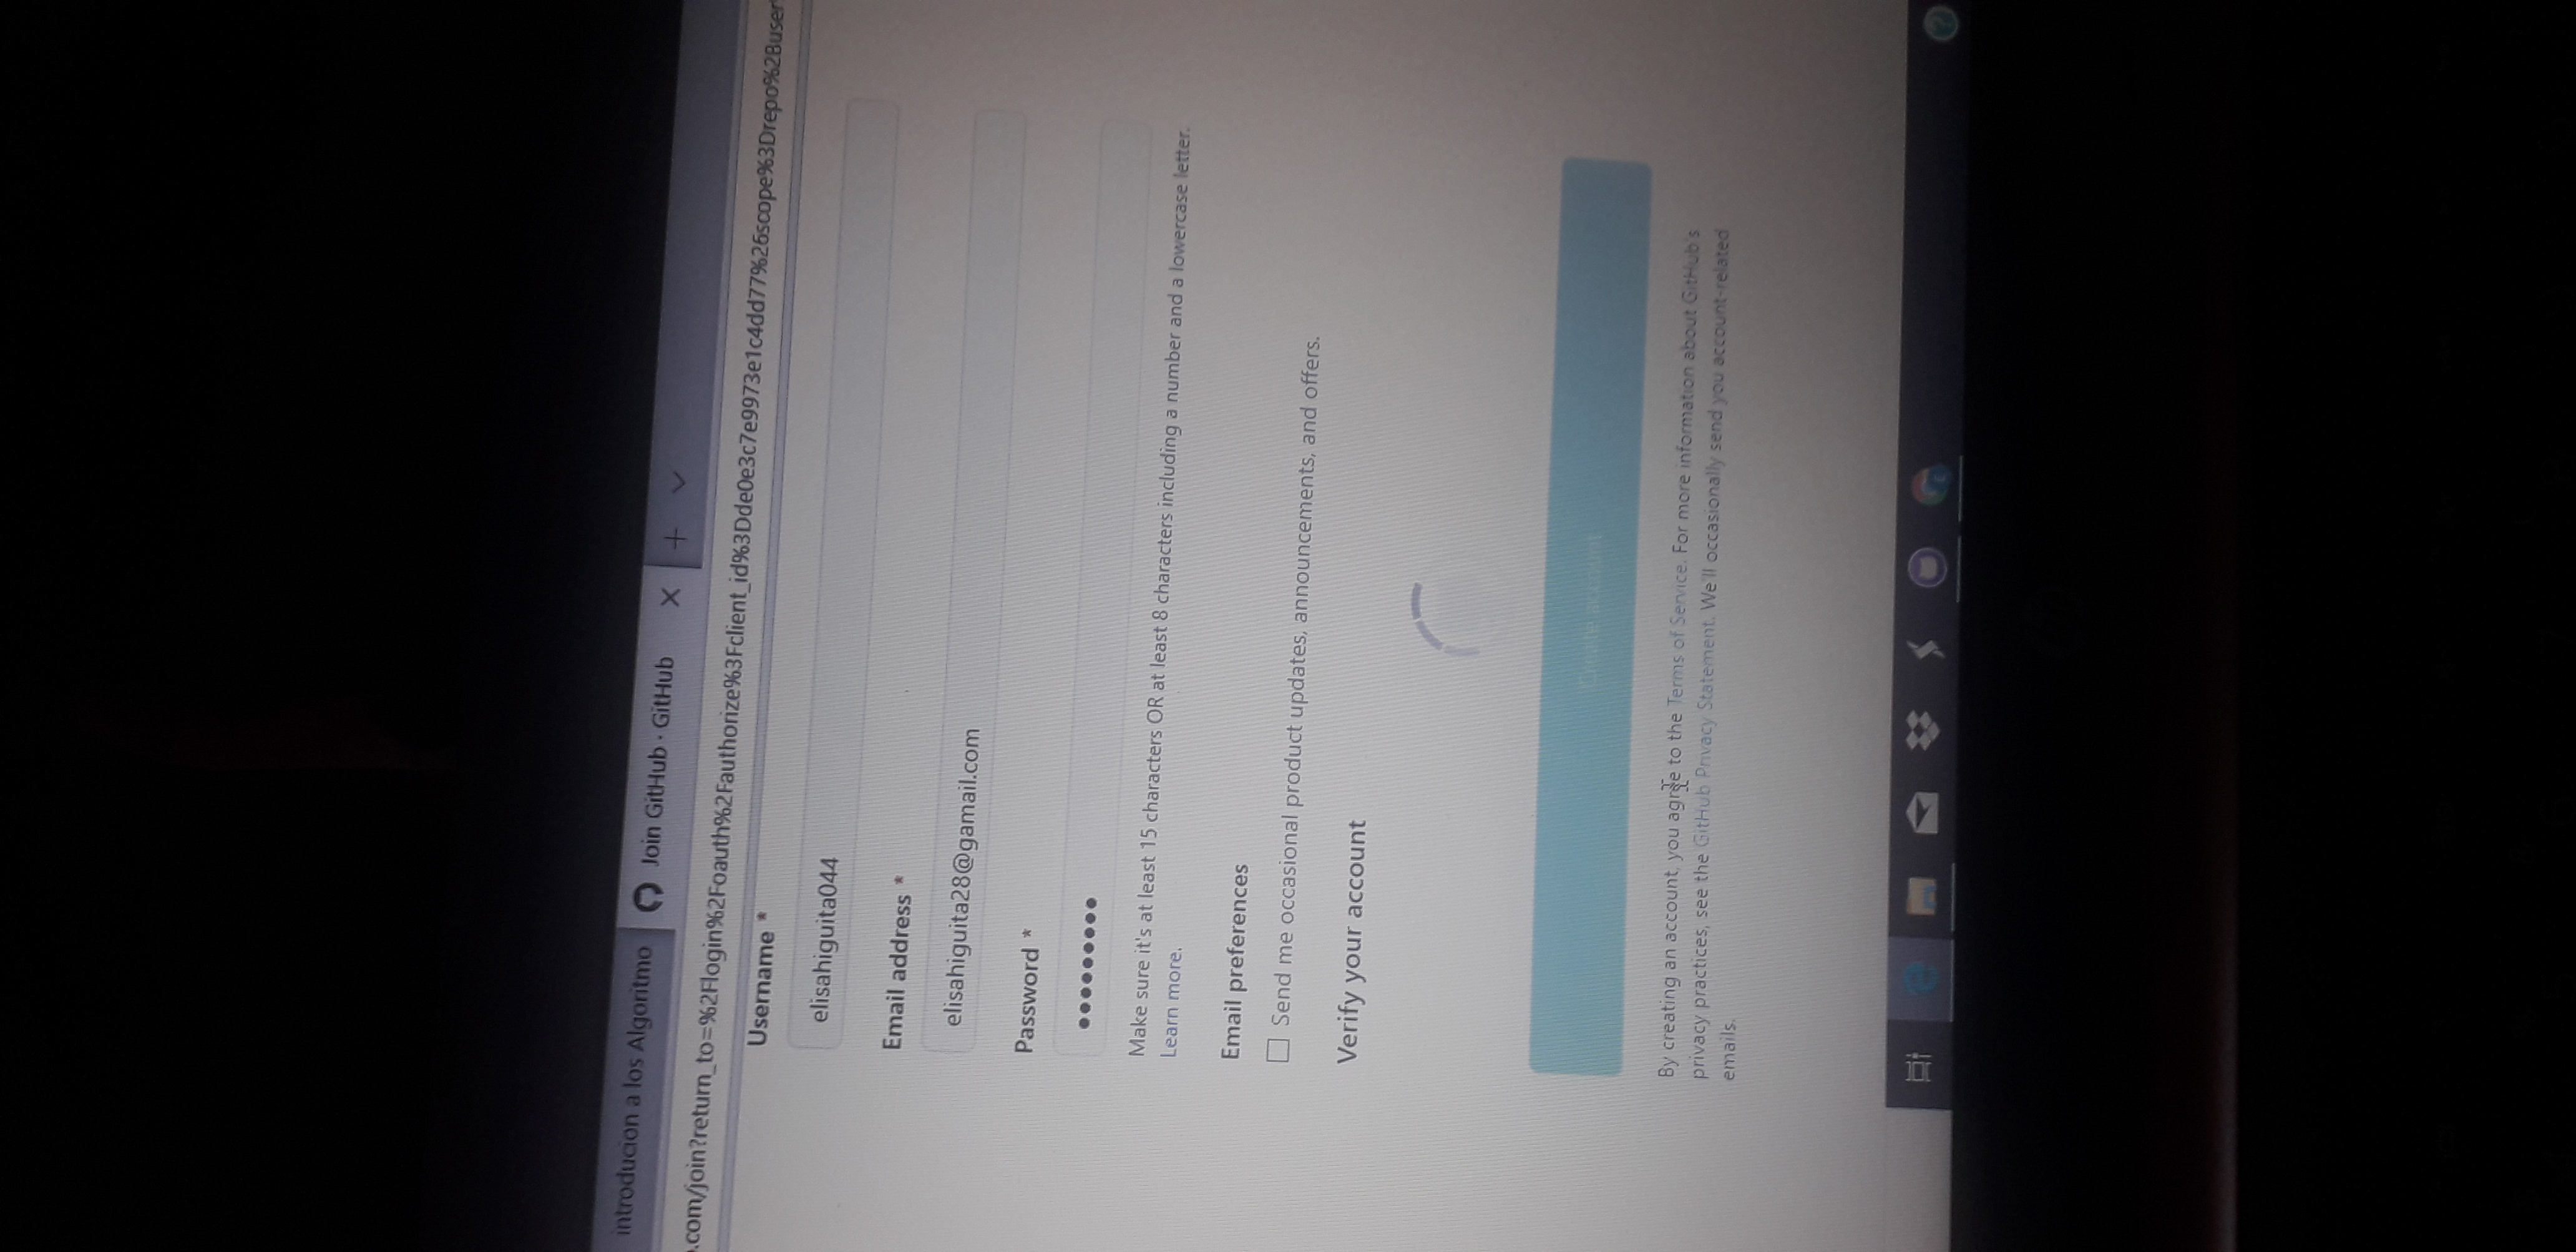 introducion a los Algoritmo
Join GitHub · GitHub
.com/join?return_to=%2Flogin%2Foauth%2Fauthorize%3Fclient_id%3Dde0e3c7e9973e1c4dd77%26scope%3Drepo%2Buser
Username *
elisahiguita044
Email address *
elisahiguita28@gamail.com
Password *
Make sure it's at least 15 characters OR at least 8 characters including a number and a lowercase letter.
Learn more.
Email preferences
Send me occasional product updates, announcements, and offers.
Verify your account
Create account
By creating an account, you agree to the Terms of Service. For more information about GitHub's
privacy practices, see the GitHub Privacy Statement. We'll occasionally send you account-related
emails.